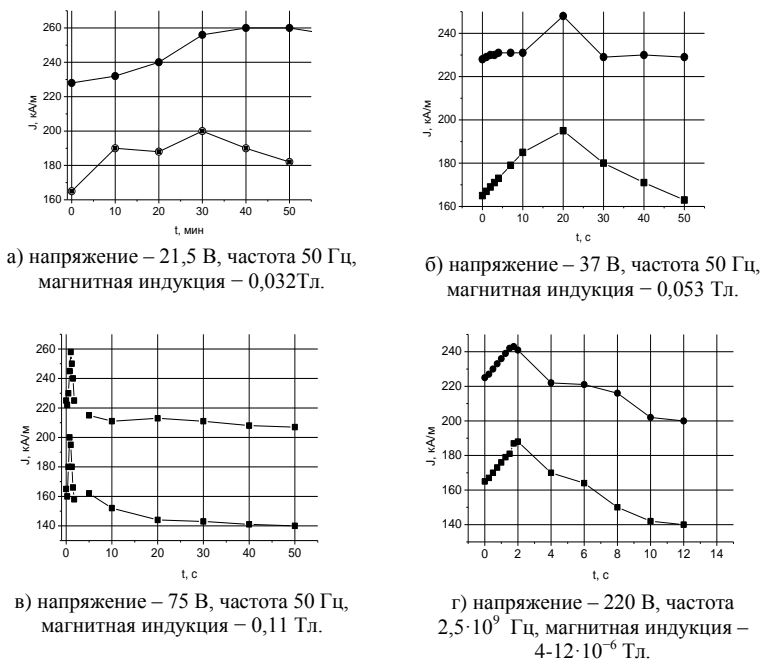 260
240
220
200
180
160
J, кА/м
0 10 20 30 40 50
t, мин
а) напряжение – 21,5 В, частота 50 Гц,
магнитная индукция − 0,032Тл.
240
220
200
180
160
J, кА/м
0 10 20 30 40 50
t, с
б) напряжение – 37 В, частота 50 Гц,
магнитная индукция − 0,053 Тл.
260
240
220
200
180
160
140
J, кА/м
0 10 20 30 40 50
t, с
в) напряжение – 75 В, частота 50 Гц,
магнитная индукция − 0,11 Тл.
240
220
200
180
160
140
J, кА/м
0 2 4 6 8 10 12 14
t, с
г) напряжение – 220 В, частота
2,5·10⁹ Гц, магнитная индукция –
4-12·10⁻⁶ Тл.